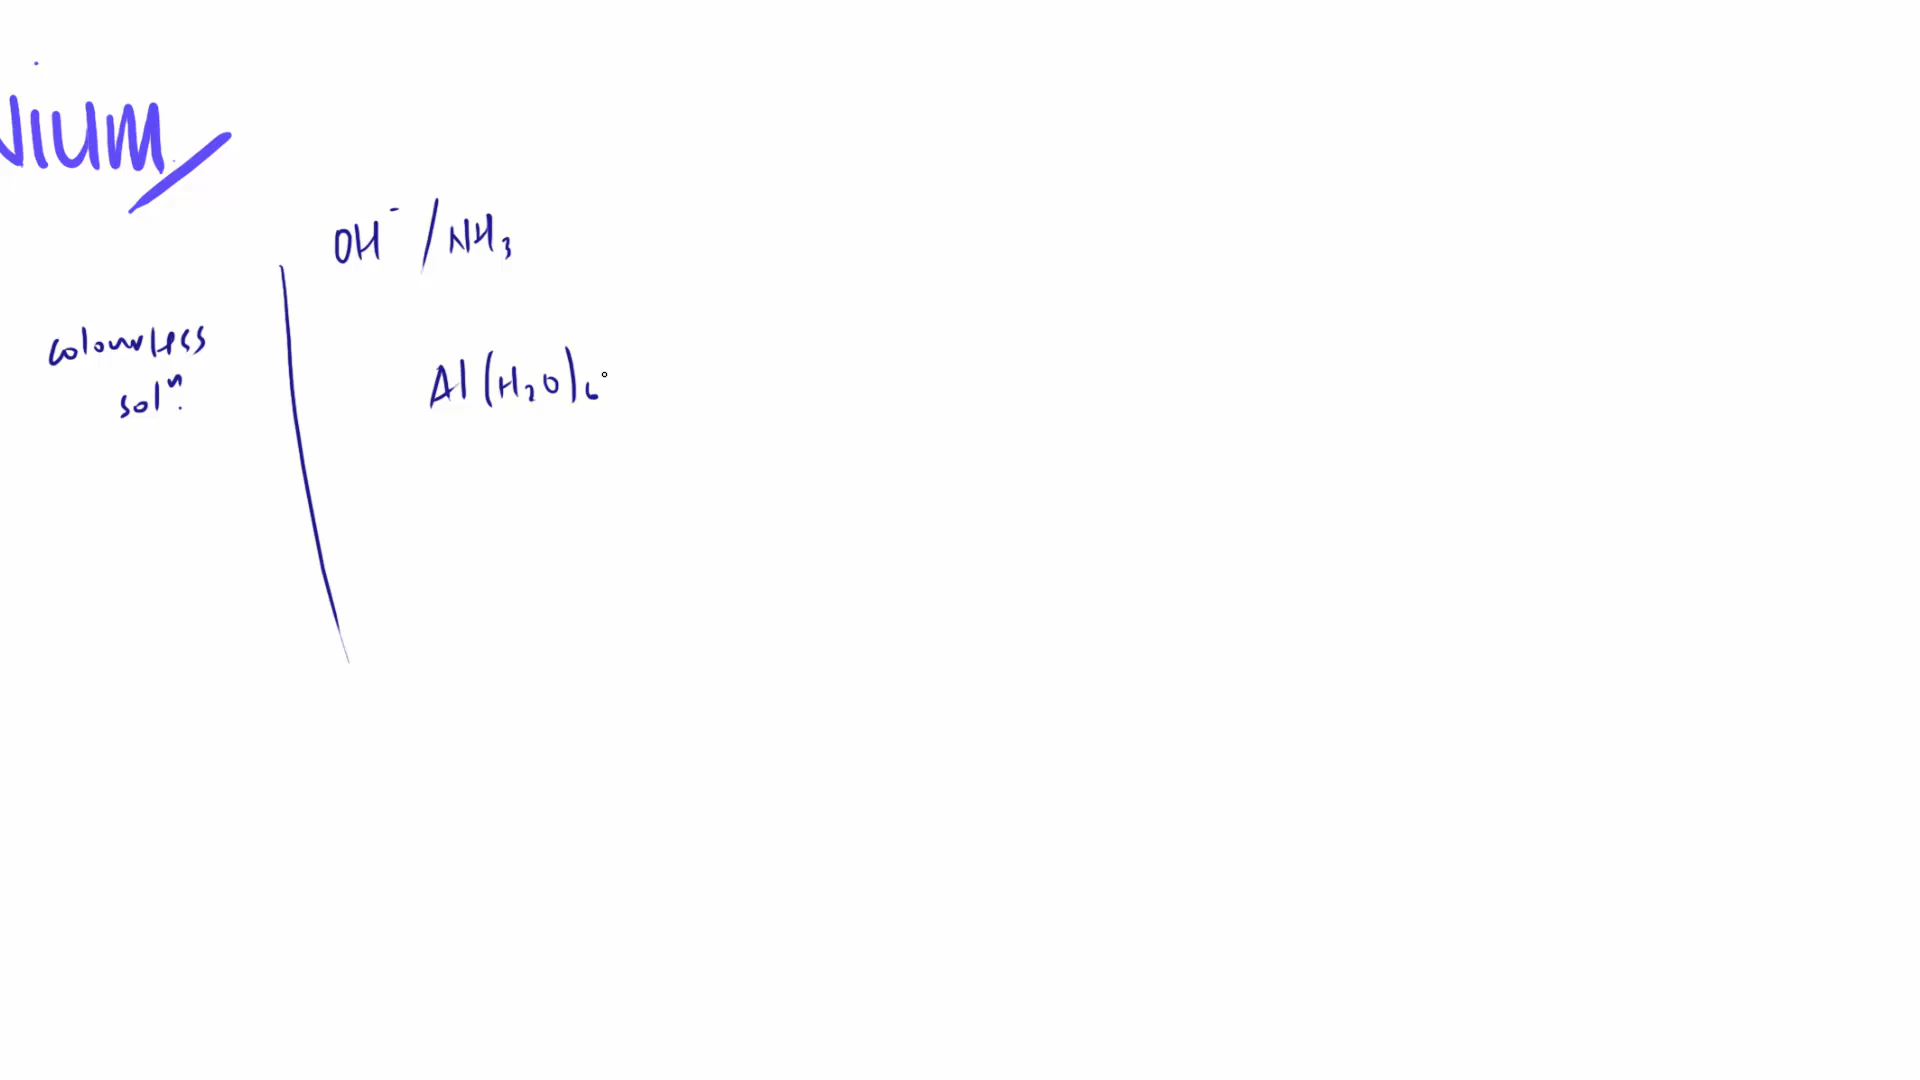 NIUM
OH⁻ / NH₃
colourless
solⁿ.
Al(H₂O)₆